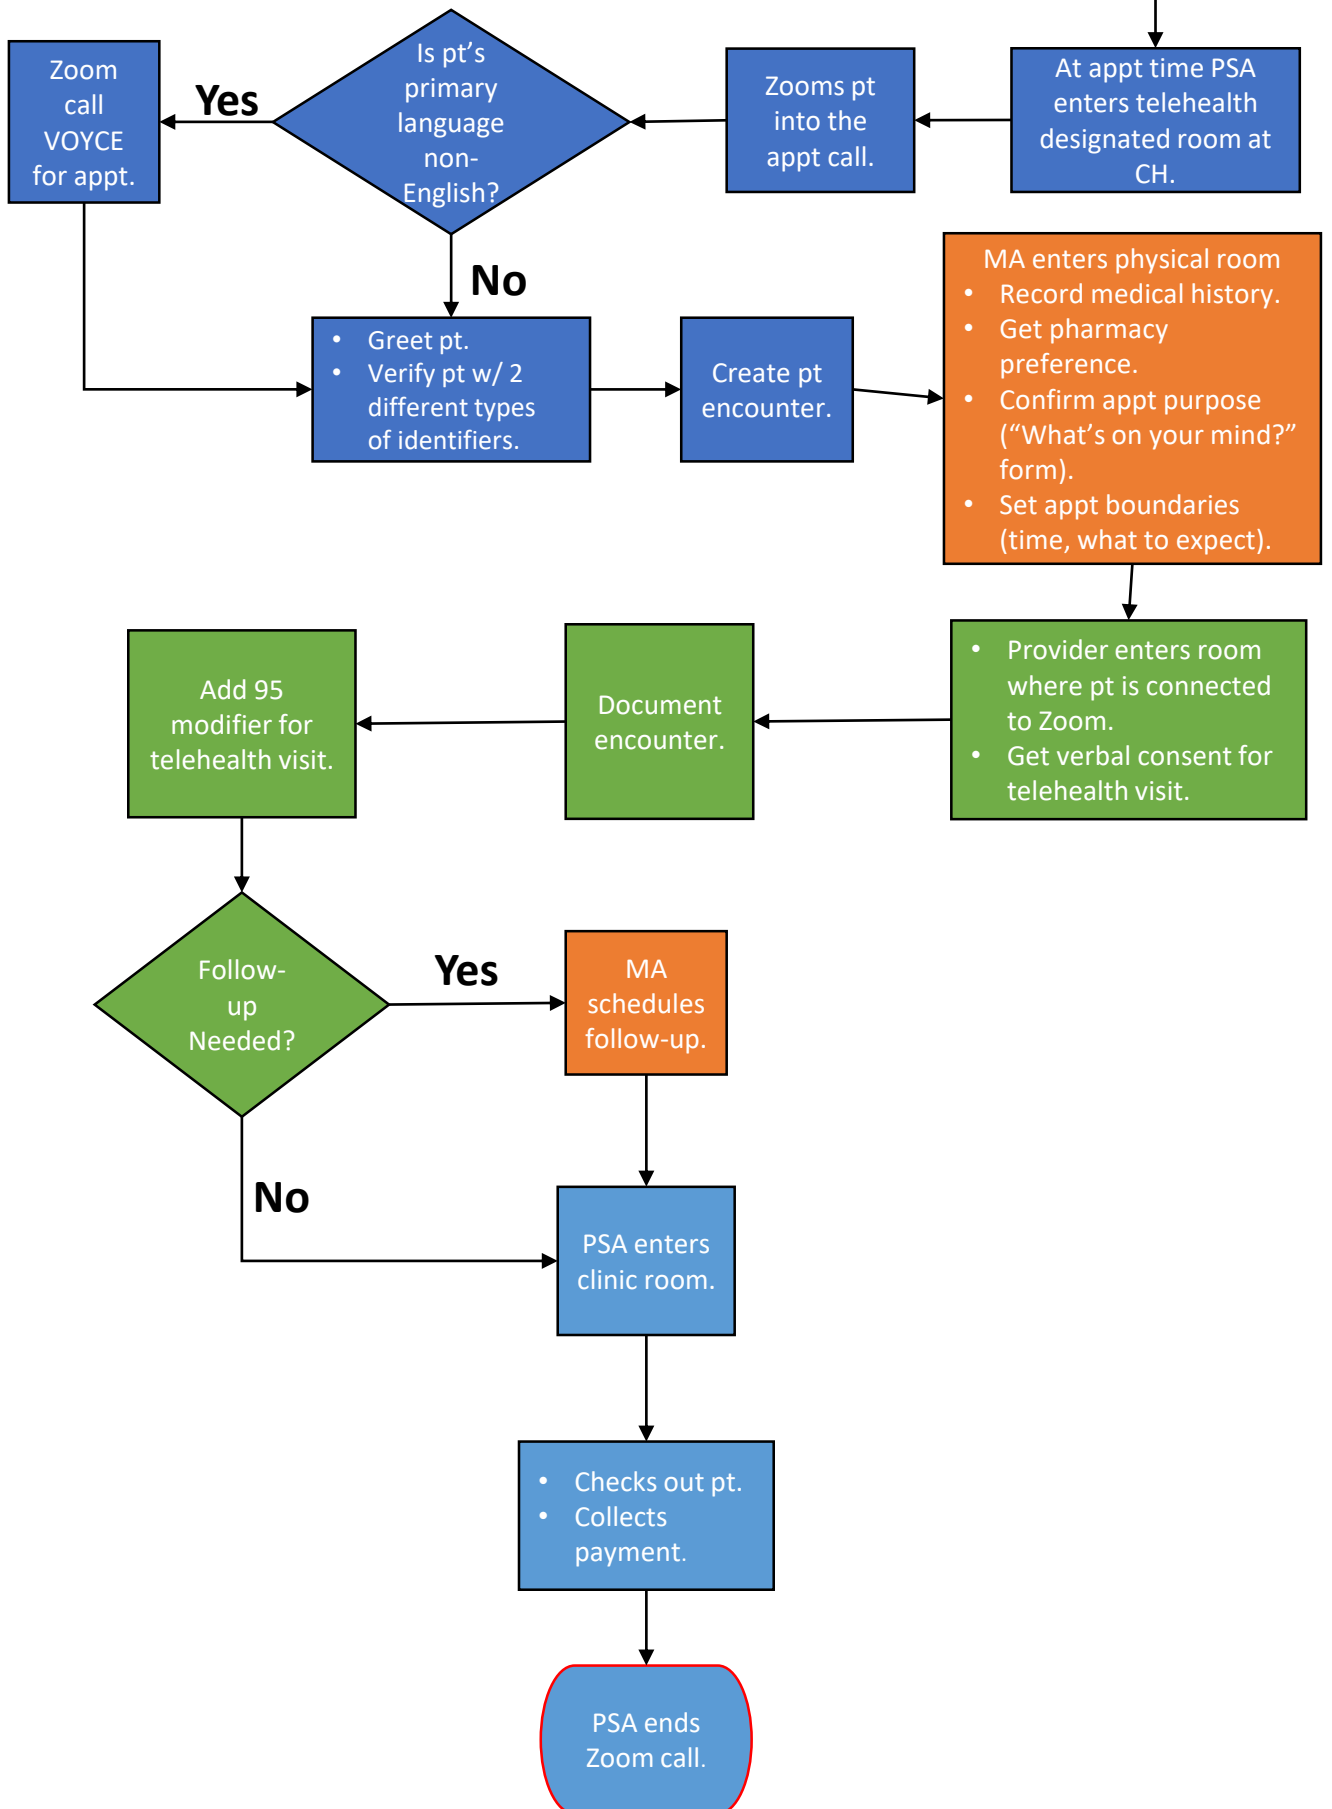 At appt time PSA
enters telehealth
designated room at
CH.
Zooms pt
into the
appt call.
Is pt’s
primary
language
non-
English?
Yes
Zoom
call
VOYCE
for appt.
No
• Greet pt.
• Verify pt w/ 2
different types
of identifiers.
Create pt
encounter.
MA enters physical room
• Record medical history.
• Get pharmacy
preference.
• Confirm appt purpose
(“What’s on your mind?”
form).
• Set appt boundaries
(time, what to expect).
• Provider enters room
where pt is connected
to Zoom.
• Get verbal consent for
telehealth visit.
Document
encounter.
Add 95
modifier for
telehealth visit.
Follow-
up
Needed?
Yes
MA
schedules
follow-up.
No
PSA enters
clinic room.
• Checks out pt.
• Collects
payment.
PSA ends
Zoom call.